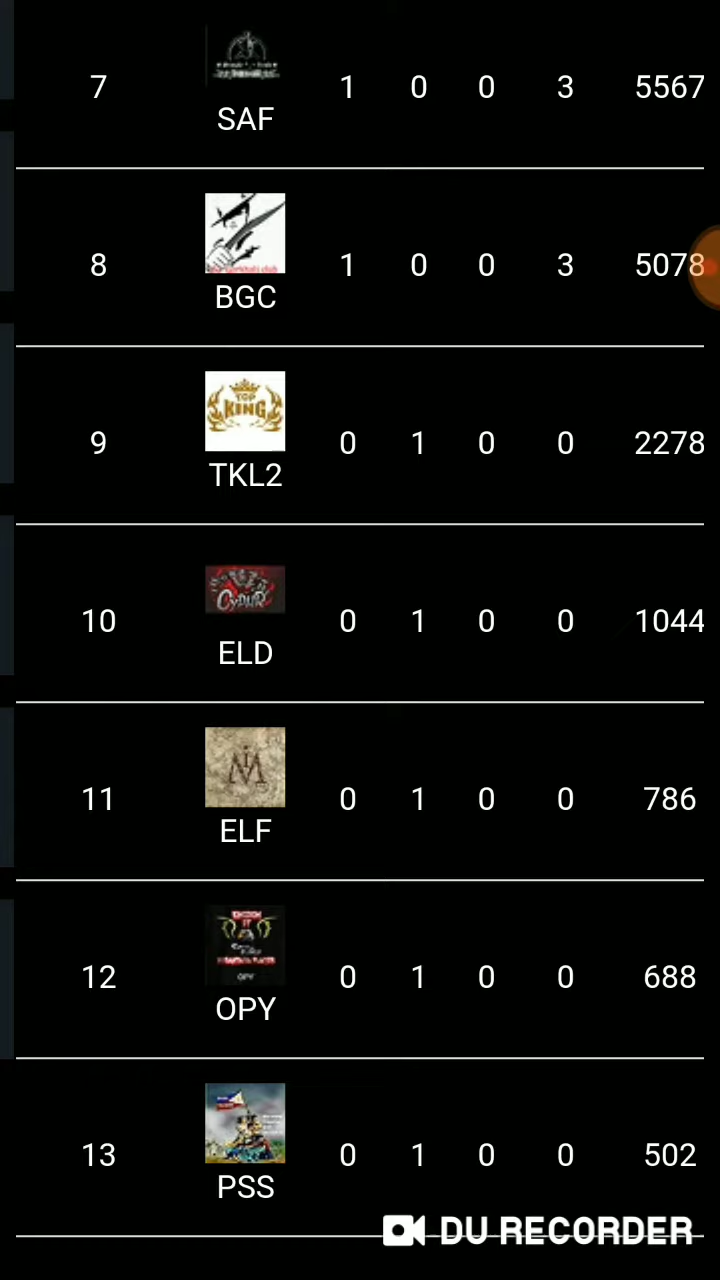 7 SAF 1 0 0 3 5567
8 BGC 1 0 0 3 5078
TOP
KING
9 TKL2 0 1 0 0 2278
10 ELD 0 1 0 0 1044
11 ELF 0 1 0 0 786
OPY
12 OPY 0 1 0 0 688
13 PSS 0 1 0 0 502
DU RECORDER